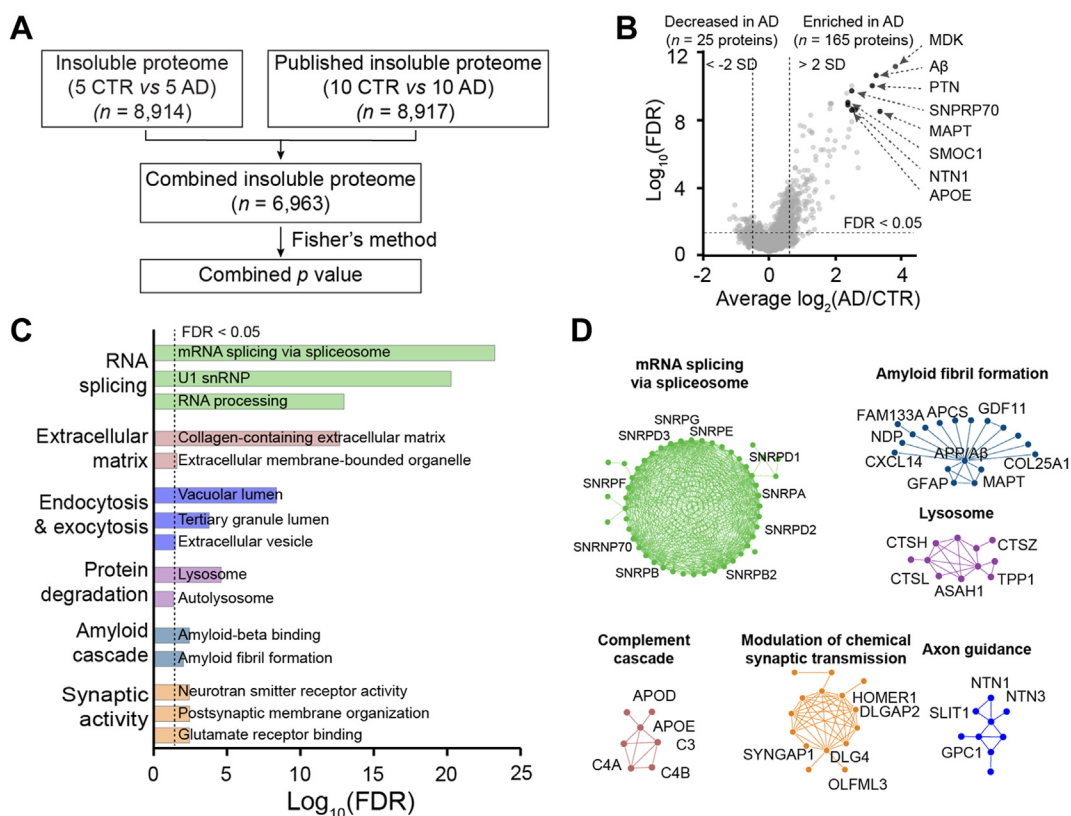 A
Insoluble proteome
(5 CTR vs 5 AD)
(n = 8,914)
Published insoluble proteome
(10 CTR vs 10 AD)
(n = 8,917)
Combined insoluble proteome
(n = 6,963)
Fisher's method
Combined p value
B
Decreased in AD
(n = 25 proteins)
Enriched in AD
(n = 165 proteins)
< -2 SD
> 2 SD
12
8
4
0
Log10(FDR)
-2
0
2
4
Average log2(AD/CTR)
FDR < 0.05
MDK
Aβ
PTN
SNPRP70
MAPT
SMOC1
NTN1
APOE
C
FDR < 0.05
RNA
splicing
mRNA splicing via spliceosome
U1 snRNP
RNA processing
Extracellular
matrix
Collagen-containing extracellular matrix
Extracellular membrane-bounded organelle
Endocytosis
& exocytosis
Vacuolar lumen
Tertiary granule lumen
Extracellular vesicle
Protein
degradation
Lysosome
Autolysosome
Amyloid
cascade
Amyloid-beta binding
Amyloid fibril formation
Synaptic
activity
Neurotran smitter receptor activity
Postsynaptic membrane organization
Glutamate receptor binding
0
5
10
15
20
25
Log10(FDR)
D
mRNA splicing
via spliceosome
SNRPG
SNRPD3
SNRPE
SNRPD1
SNRPF
SNRPA
SNRPD2
SNRNP70
SNRPB
SNRPB2
Amyloid fibril formation
FAM133A
APCS
GDF11
NDP
APP/Aβ
CXCL14
COL25A1
GFAP
MAPT
Lysosome
CTSH
CTSZ
CTSL
ASAH1
TPP1
Complement
cascade
APOD
APOE
C3
C4A
C4B
Modulation of chemical
synaptic transmission
HOMER1
DLGAP2
SYNGAP1
DLG4
OLFML3
Axon guidance
NTN1
NTN3
SLIT1
GPC1